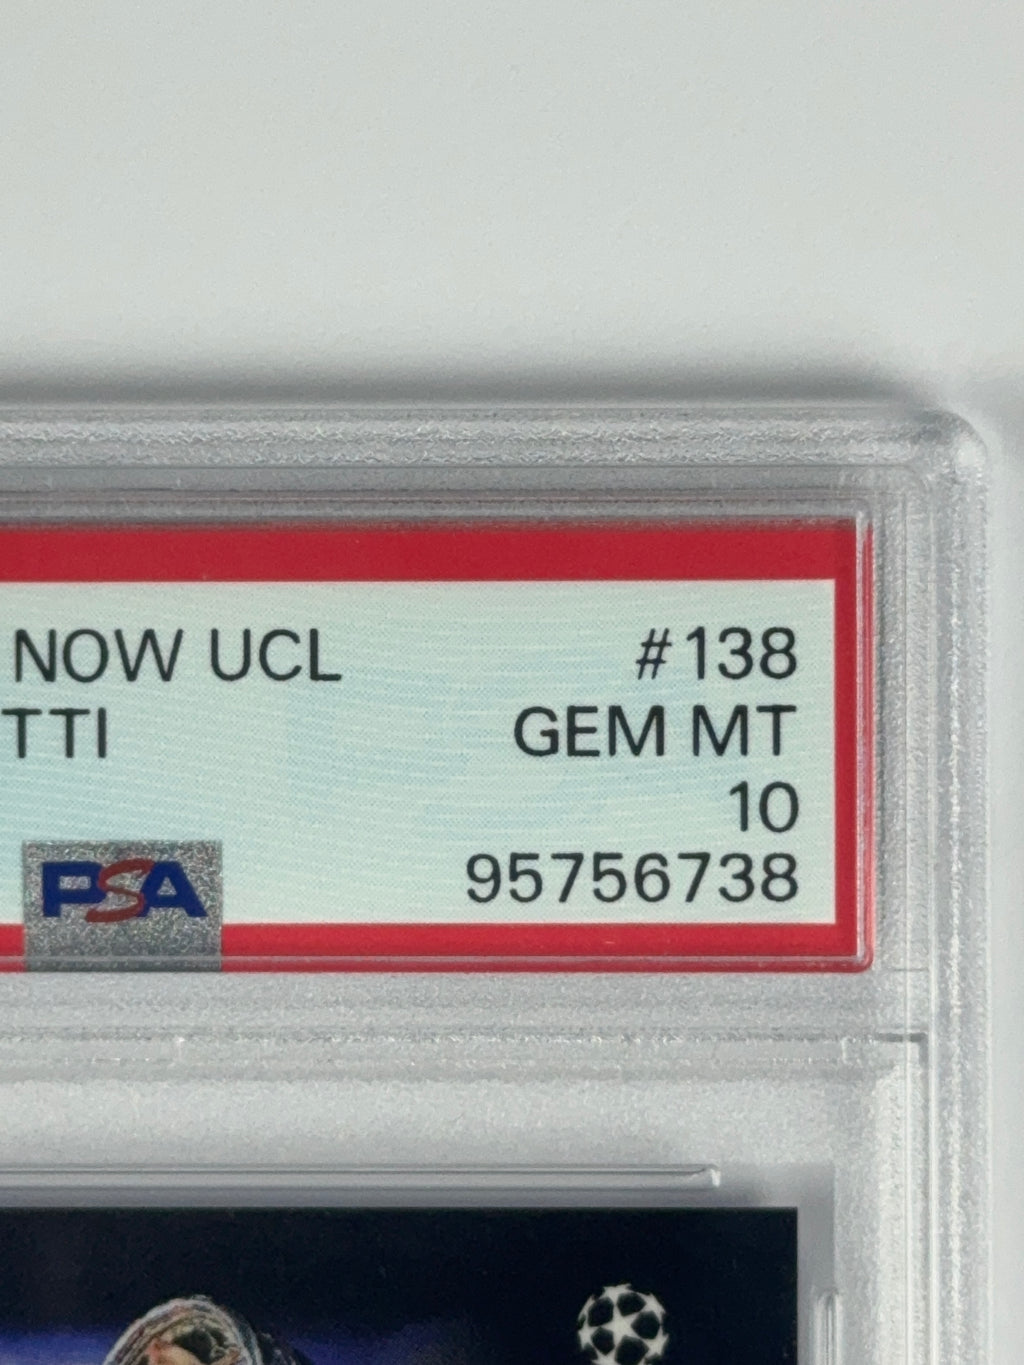 NOW UCL #138
TTI GEM MT
10
PSA 95756738